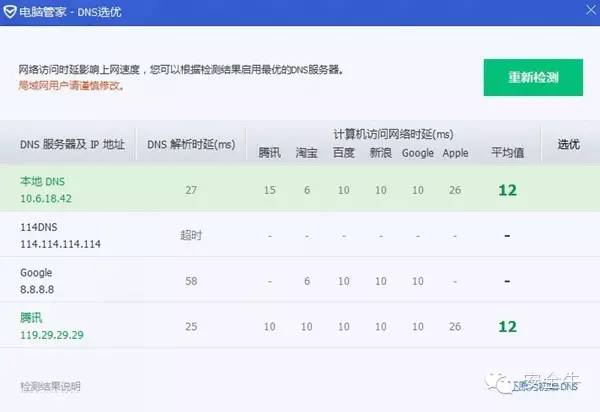 电脑管家 - DNS选优
网络访问时延影响上网速度，您可以根据检测结果启用最优的DNS服务器。
局域网用户请谨慎修改。
重新检测
DNS 服务器及 IP 地址 DNS 解析时延(ms) 计算机访问网络时延(ms) 选优
腾讯 淘宝 百度 新浪 Google Apple 平均值
本地 DNS
10.6.18.42 27 15 6 10 10 10 26 12
114DNS
114.114.114.114 超时 - - - - - - -
Google
8.8.8.8 58 - 6 10 10 10 - -
腾讯
119.29.29.29 25 10 10 10 10 10 26 12
检测结果说明
安全牛
DNS